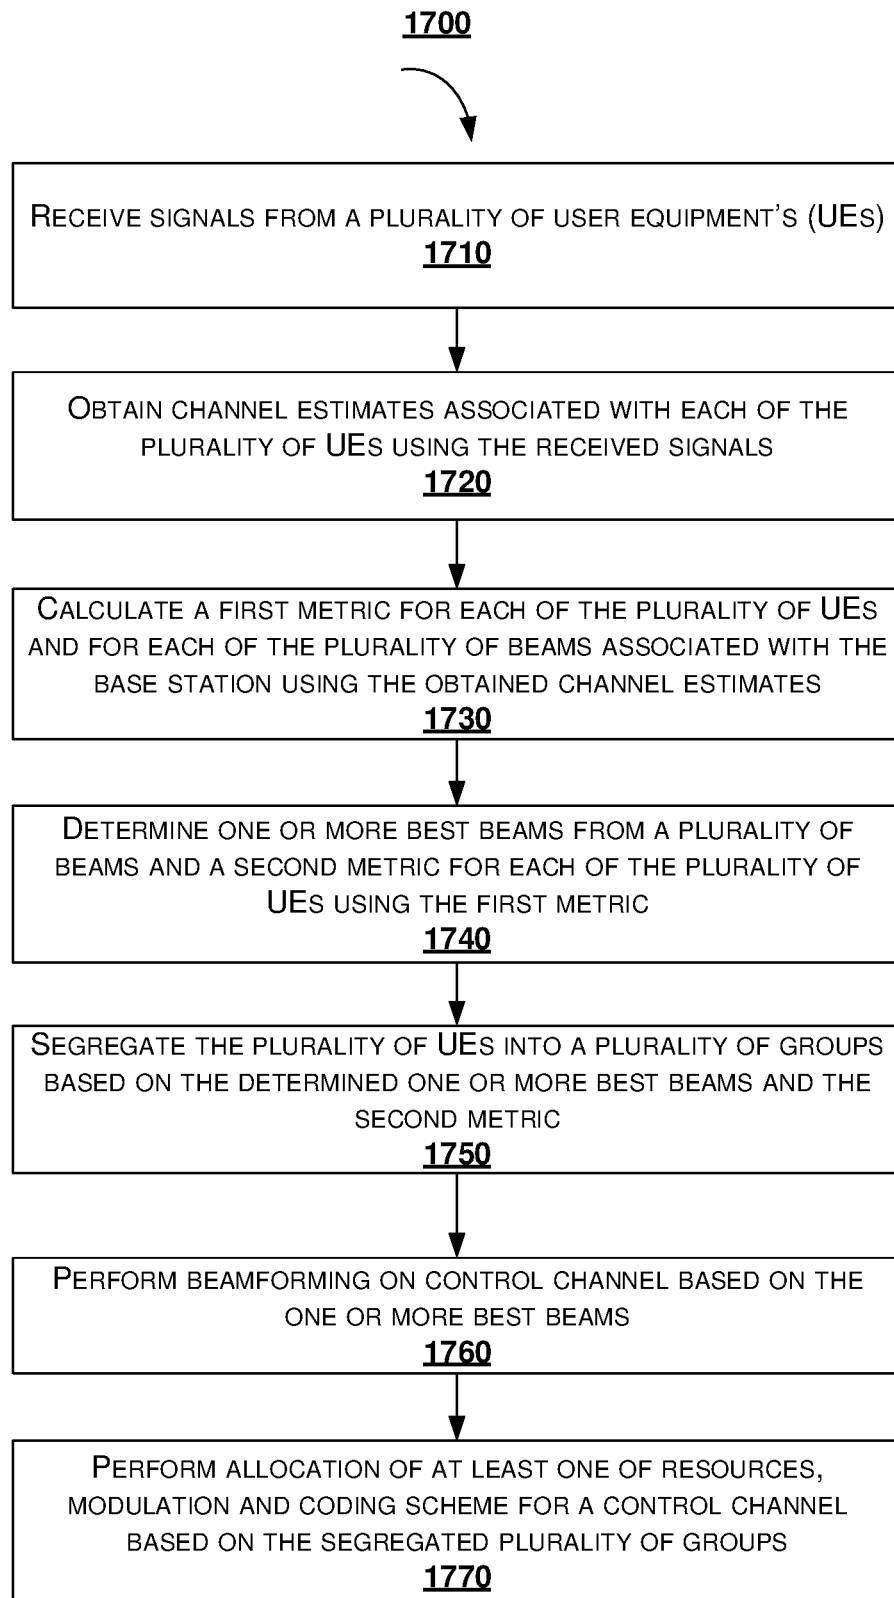 1700
RECEIVE SIGNALS FROM A PLURALITY OF USER EQUIPMENT'S (UES)
1710
OBTAIN CHANNEL ESTIMATES ASSOCIATED WITH EACH OF THE
PLURALITY OF UES USING THE RECEIVED SIGNALS
1720
CALCULATE A FIRST METRIC FOR EACH OF THE PLURALITY OF UES
AND FOR EACH OF THE PLURALITY OF BEAMS ASSOCIATED WITH THE
BASE STATION USING THE OBTAINED CHANNEL ESTIMATES
1730
DETERMINE ONE OR MORE BEST BEAMS FROM A PLURALITY OF
BEAMS AND A SECOND METRIC FOR EACH OF THE PLURALITY OF
UES USING THE FIRST METRIC
1740
SEGREGATE THE PLURALITY OF UES INTO A PLURALITY OF GROUPS
BASED ON THE DETERMINED ONE OR MORE BEST BEAMS AND THE
SECOND METRIC
1750
PERFORM BEAMFORMING ON CONTROL CHANNEL BASED ON THE
ONE OR MORE BEST BEAMS
1760
PERFORM ALLOCATION OF AT LEAST ONE OF RESOURCES,
MODULATION AND CODING SCHEME FOR A CONTROL CHANNEL
BASED ON THE SEGREGATED PLURALITY OF GROUPS
1770